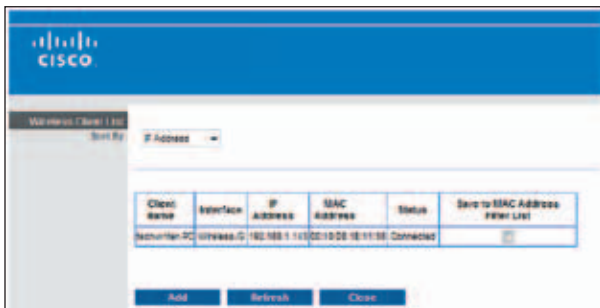 CISCO
Wireless Client List
Sort By
IP Address
Client Name Interface IP Address MAC Address Status Save to MAC Address Filter List
Wireless-G Connected
Add Refresh Close